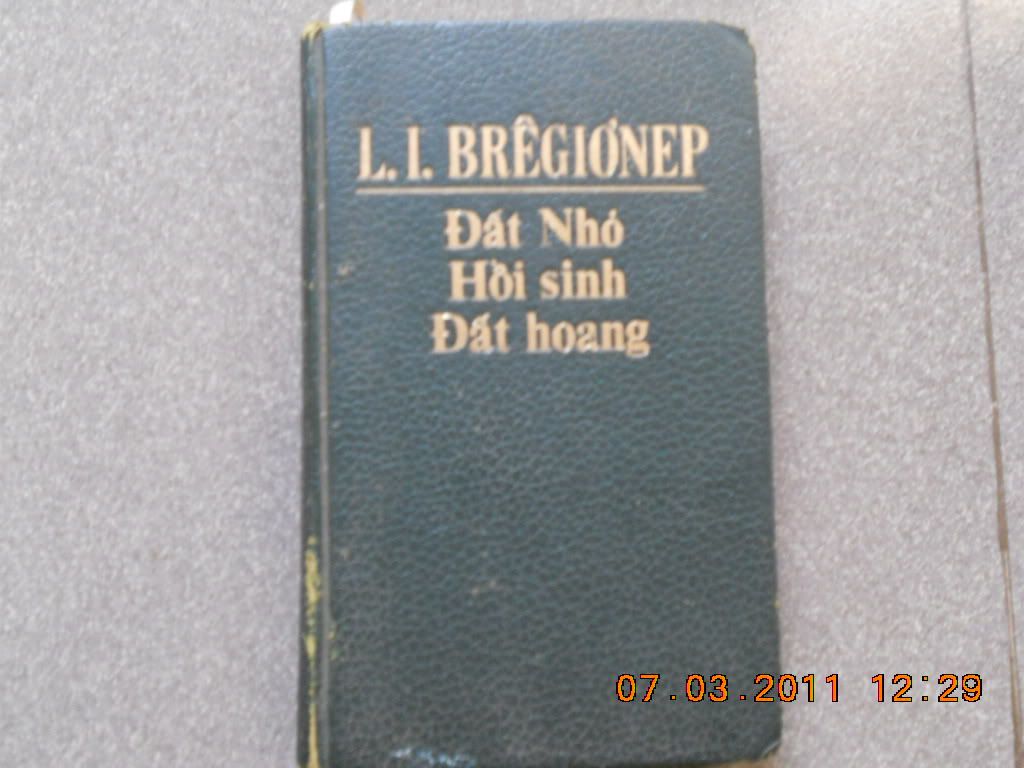 L. I. BRÊGIƠNEP
Đất Nhỏ
Hồi sinh
Đất hoang
07.03.2011 12:29